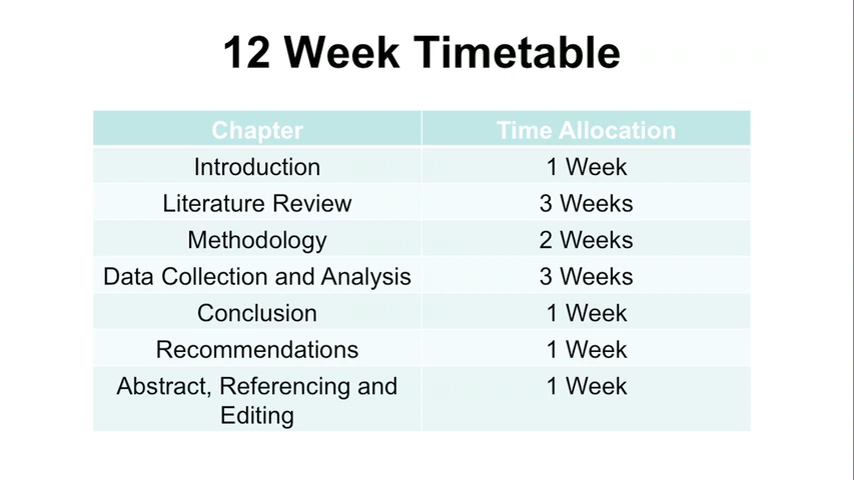 12 Week Timetable
Chapter Time Allocation
Introduction 1 Week
Literature Review 3 Weeks
Methodology 2 Weeks
Data Collection and Analysis 3 Weeks
Conclusion 1 Week
Recommendations 1 Week
Abstract, Referencing and 1 Week
Editing